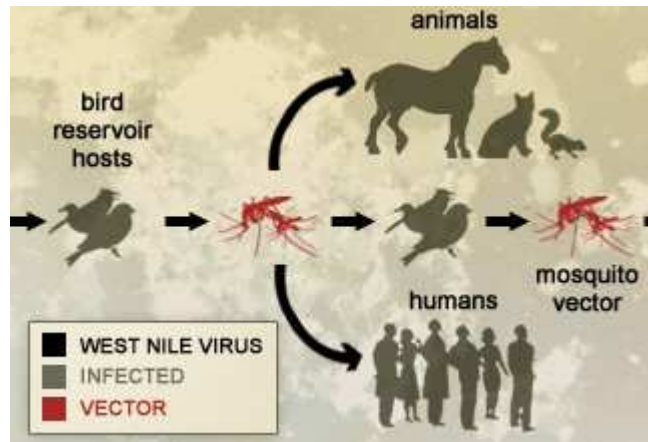 animals
bird
reservoir
hosts
mosquito
vector
humans
WEST NILE VIRUS
INFECTED
VECTOR